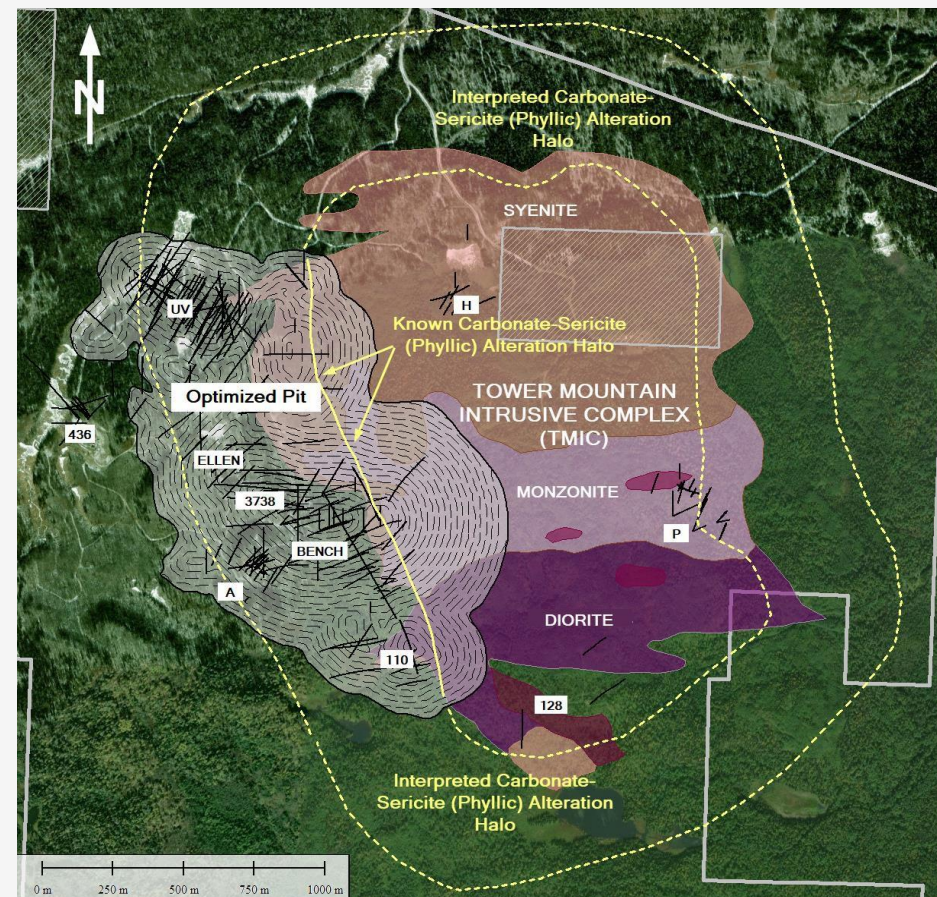 N
Interpreted Carbonate-
Sericite (Phyllic) Alteration
Halo
SYENITE
H
UV
Known Carbonate-Sericite
(Phyllic) Alteration Halo
Optimized Pit
TOWER MOUNTAIN
INTRUSIVE COMPLEX
(TMIC)
436
ELLEN
3738
MONZONITE
BENCH
P
A
DIORITE
110
128
Interpreted Carbonate-
Sericite (Phyllic) Alteration
Halo
0 m 250 m 500 m 750 m 1000 m